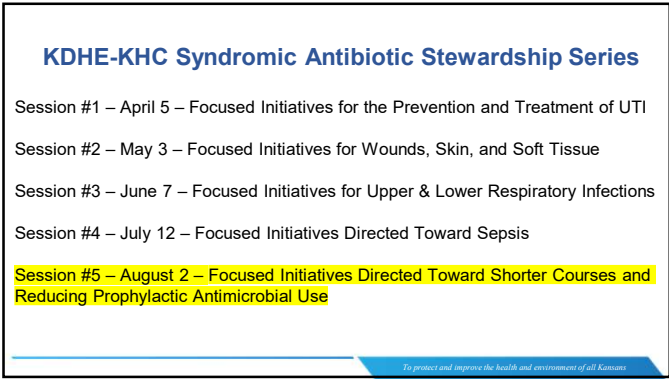 KDHE-KHC Syndromic Antibiotic Stewardship Series
Session #1 – April 5 – Focused Initiatives for the Prevention and Treatment of UTI
Session #2 – May 3 – Focused Initiatives for Wounds, Skin, and Soft Tissue
Session #3 – June 7 – Focused Initiatives for Upper & Lower Respiratory Infections
Session #4 – July 12 – Focused Initiatives Directed Toward Sepsis
Session #5 – August 2 – Focused Initiatives Directed Toward Shorter Courses and
Reducing Prophylactic Antimicrobial Use
To protect and improve the health and environment of all Kansans